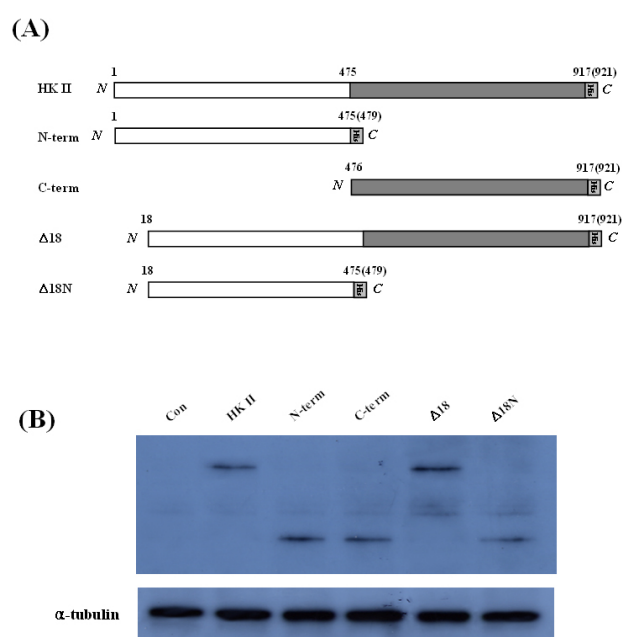 (A)
1 475 917(921)
HK II N His C
1 475(479)
N-term N His C
476 917(921)
C-term N His C
18 917(921)
Δ18 N His C
18 475(479)
Δ18N N His C
(B)
Con HK II N-term C-term Δ18 Δ18N
α-tubulin